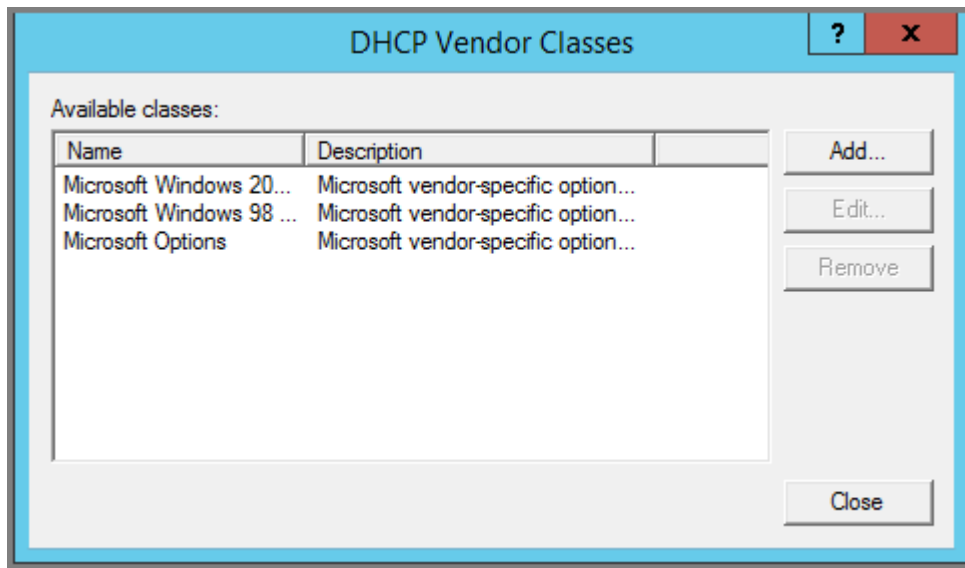 DHCP Vendor Classes
? x
Available classes:
Name Description
Microsoft Windows 20... Microsoft vendor-specific option...
Microsoft Windows 98 ... Microsoft vendor-specific option...
Microsoft Options Microsoft vendor-specific option...
Add...
Edit...
Remove
Close